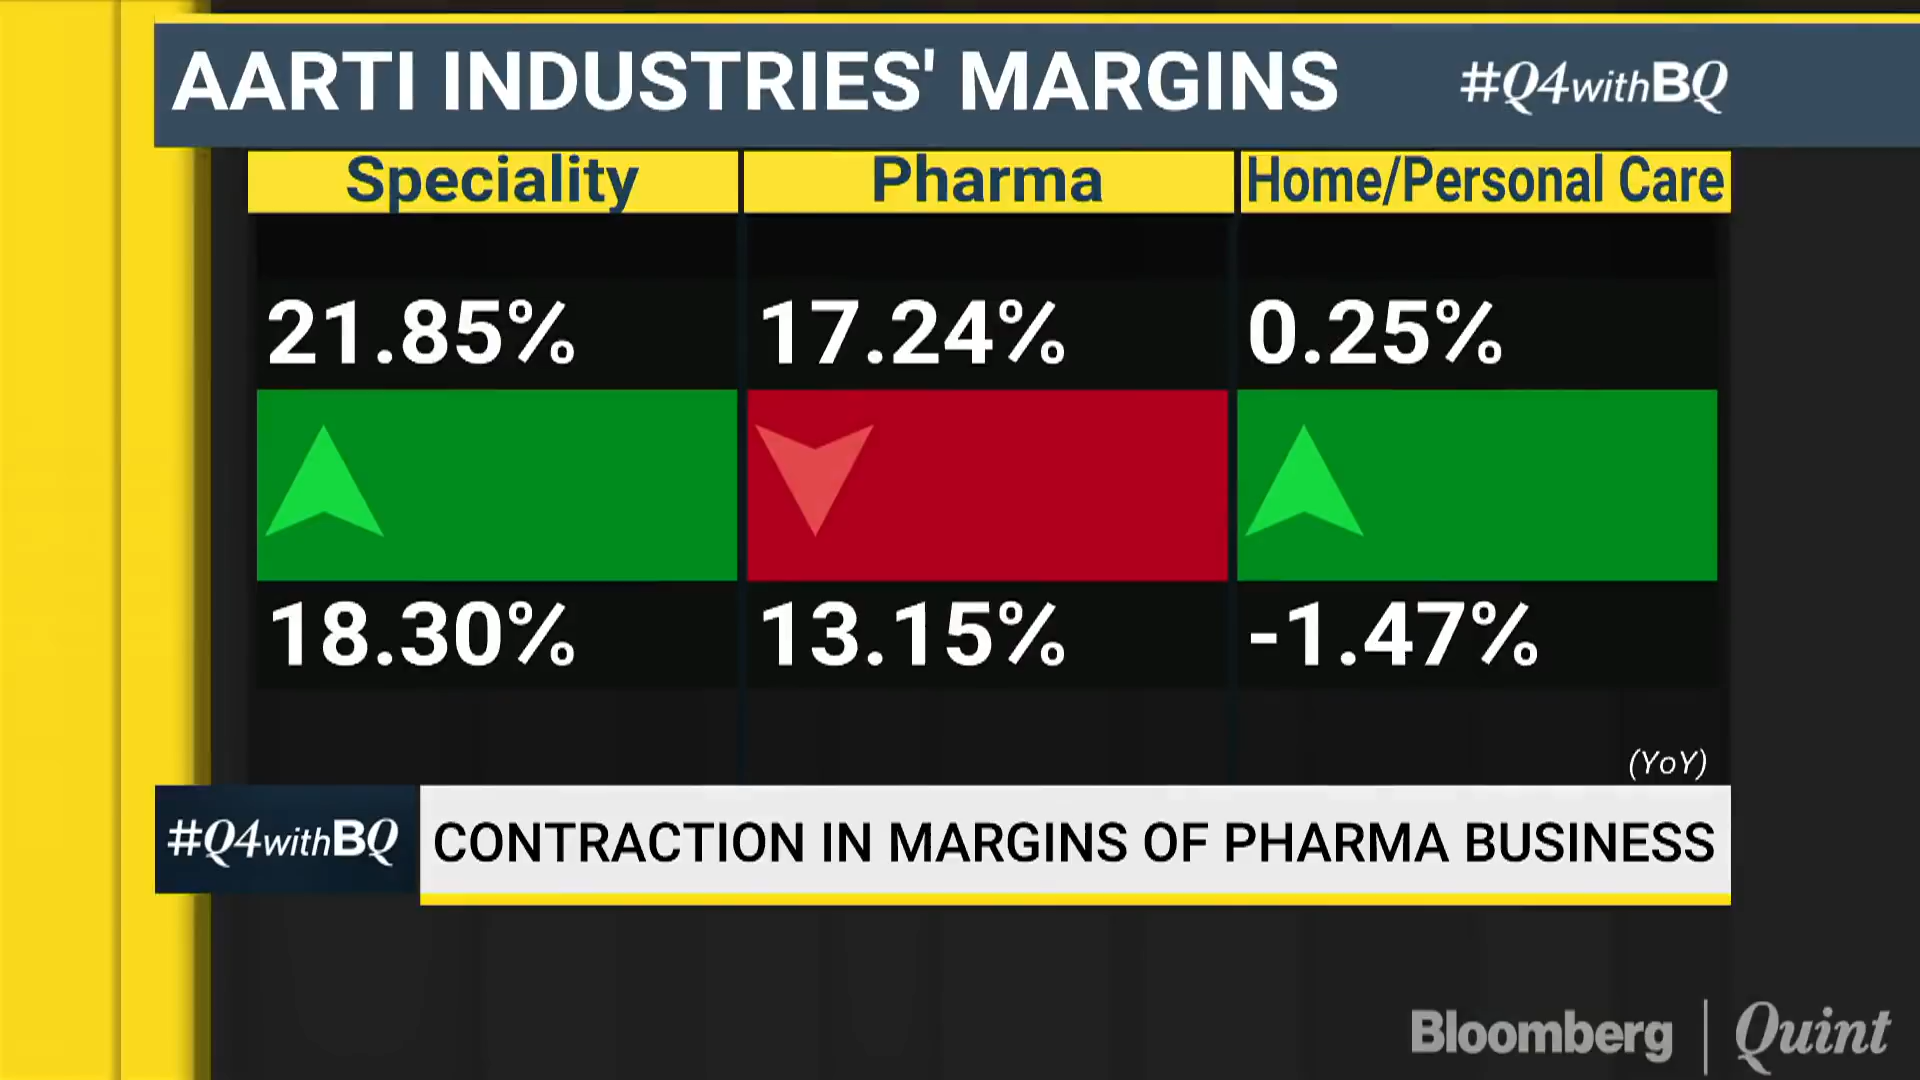 AARTI INDUSTRIES' MARGINS #Q4withBQ
Speciality Pharma Home/Personal Care
21.85% 17.24% 0.25%
18.30% 13.15% -1.47%
(YoY)
#Q4withBQ CONTRACTION IN MARGINS OF PHARMA BUSINESS
Bloomberg | Quint